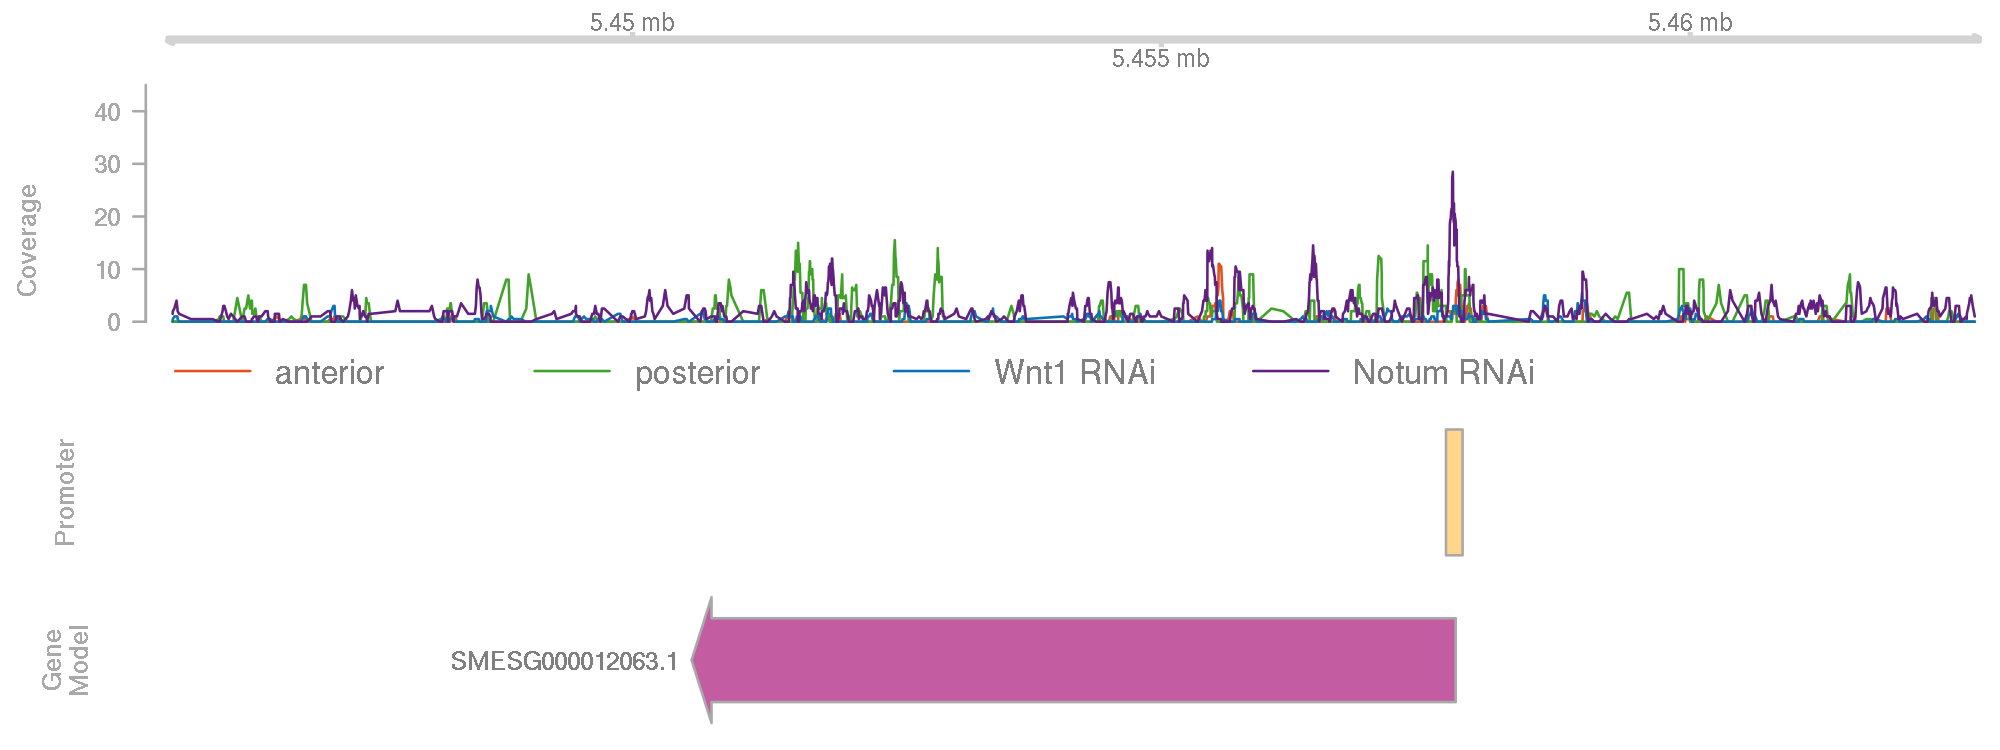 5.45 mb
5.46 mb
5.455 mb
Coverage
40
30
20
10
0
anterior
posterior
Wnt1 RNAi
Notum RNAi
Promoter
Gene
Model
SMESG000012063.1